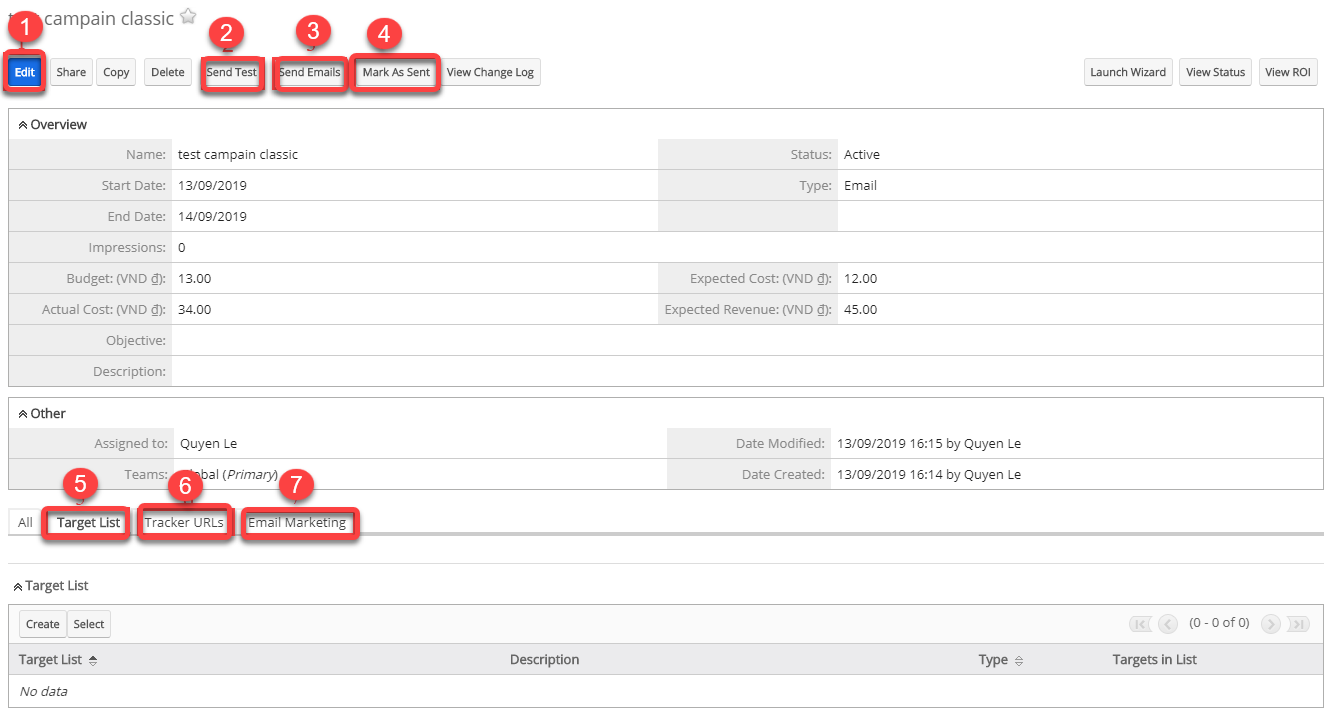 campain classic
1
2
3
4
Edit Share Copy Delete Send Test Send Emails Mark As Sent View Change Log Launch Wizard View Status View ROI
Overview
Name: test campain classic Status: Active
Start Date: 13/09/2019 Type: Email
End Date: 14/09/2019
Impressions: 0
Budget: (VND ₫): 13.00 Expected Cost: (VND ₫): 12.00
Actual Cost: (VND ₫): 34.00 Expected Revenue: (VND ₫): 45.00
Objective:
Description:
Other
Assigned to: Quyen Le Date Modified: 13/09/2019 16:15 by Quyen Le
Teams: (Primary) Date Created: 13/09/2019 16:14 by Quyen Le
5
6
7
All Target List Tracker URLs Email Marketing
Target List
Create Select (0 - 0 of 0)
Target List Description Type Targets in List
No data